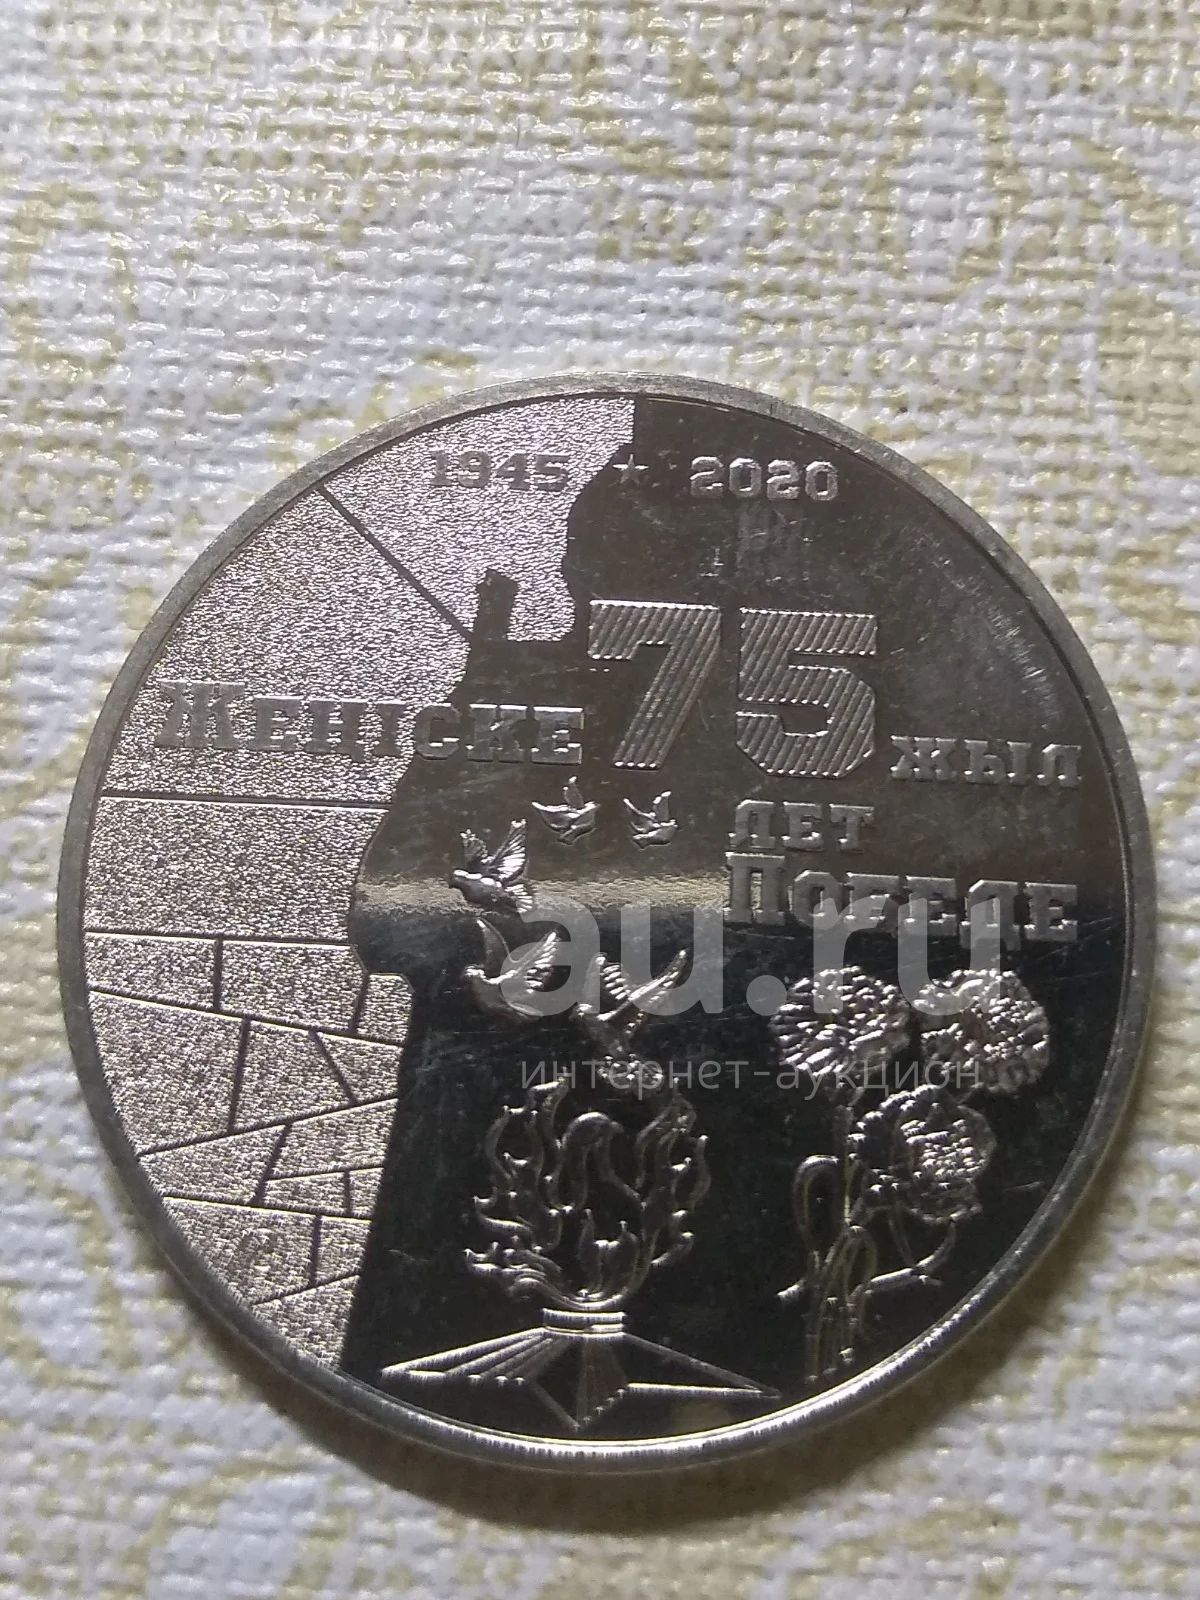 1945 ★ 2020
Жеңіске 75 жыл
лет
Победе
au.ru
интернет-аукцион